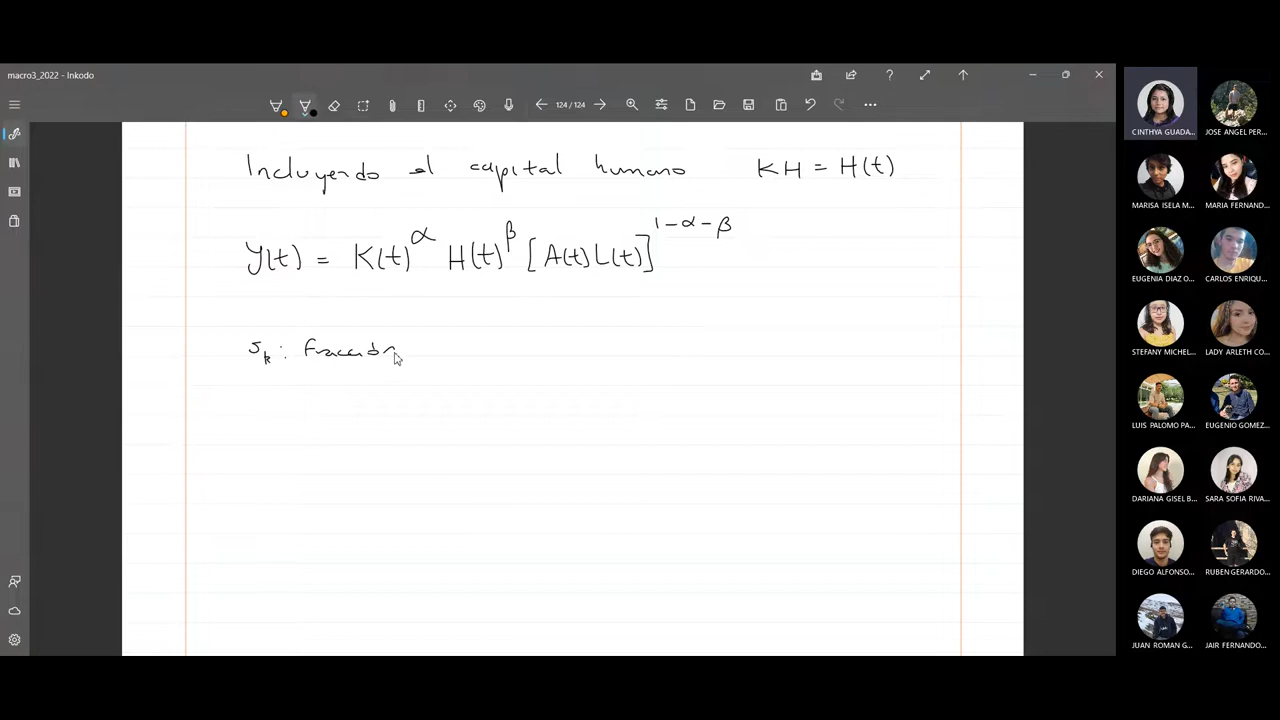 macro3_2022 - Inkodo
124 / 124
Incluyendo el capital humano KH = H(t)
Y(t) = K(t)^α H(t)^β [A(t)L(t)]^1-α-β
s_k: Fracción
CINTHYA GUADA...
JOSE ANGEL PER...
MARISA ISELA M...
MARIA FERNAND...
EUGENIA DIAZ O...
CARLOS ENRIQU...
STEFANY MICHEL...
LADY ARLETH CO...
LUIS PALOMO PA...
EUGENIO GOMEZ...
DARIANA GISEL B...
SARA SOFIA RIVA...
DIEGO ALFONSO...
RUBEN GERARDO...
JUAN ROMAN G...
JAIR FERNANDO...